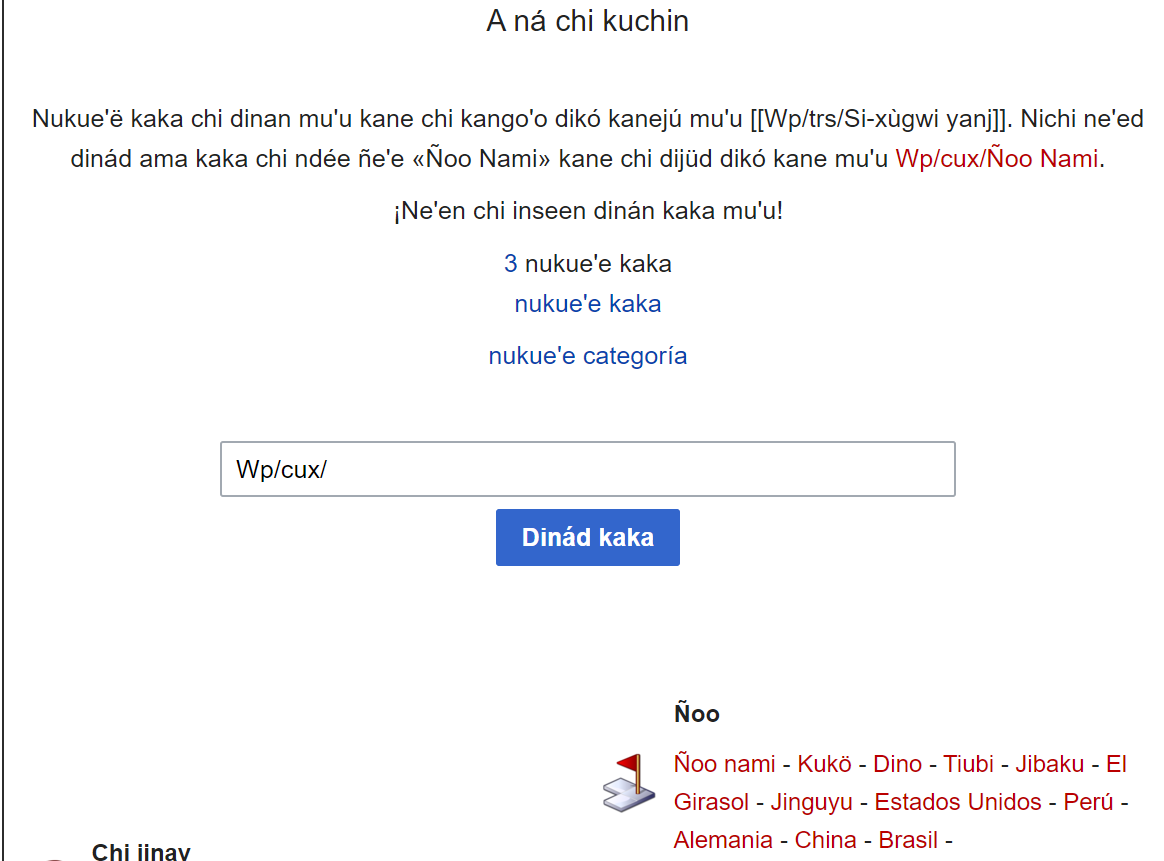 A ná chi kuchin
Nukue'ë kaka chi dinan mu'u kane chi kango'o dikó kanejú mu'u [[Wp/trs/Si-xùgwi yanj]]. Nichi ne'ed
dinád ama kaka chi ndée ñe'e «Ñoo Nami» kane chi dijüd dikó kane mu'u Wp/cux/Ñoo Nami.
¡Ne'en chi inseen dinán kaka mu'u!
3 nukue'e kaka
nukue'e kaka
nukue'e categoría
Wp/cux/
Dinád kaka
Ñoo
Ñoo nami - Kukö - Dino - Tiubi - Jibaku - El
Girasol - Jinguyu - Estados Unidos - Perú -
Alemania - China - Brasil -
Chi jinay